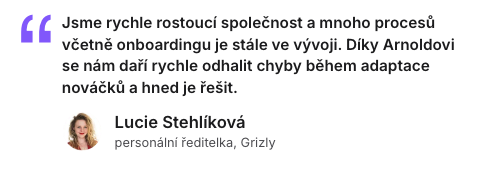 Jsme rychle rostoucí společnost a mnoho procesů
včetně onboardingu je stále ve vývoji. Díky Arnoldovi
se nám daří rychle odhalit chyby během adaptace
nováčků a hned je řešit.
Lucie Stehlíková
personální ředitelka, Grizly